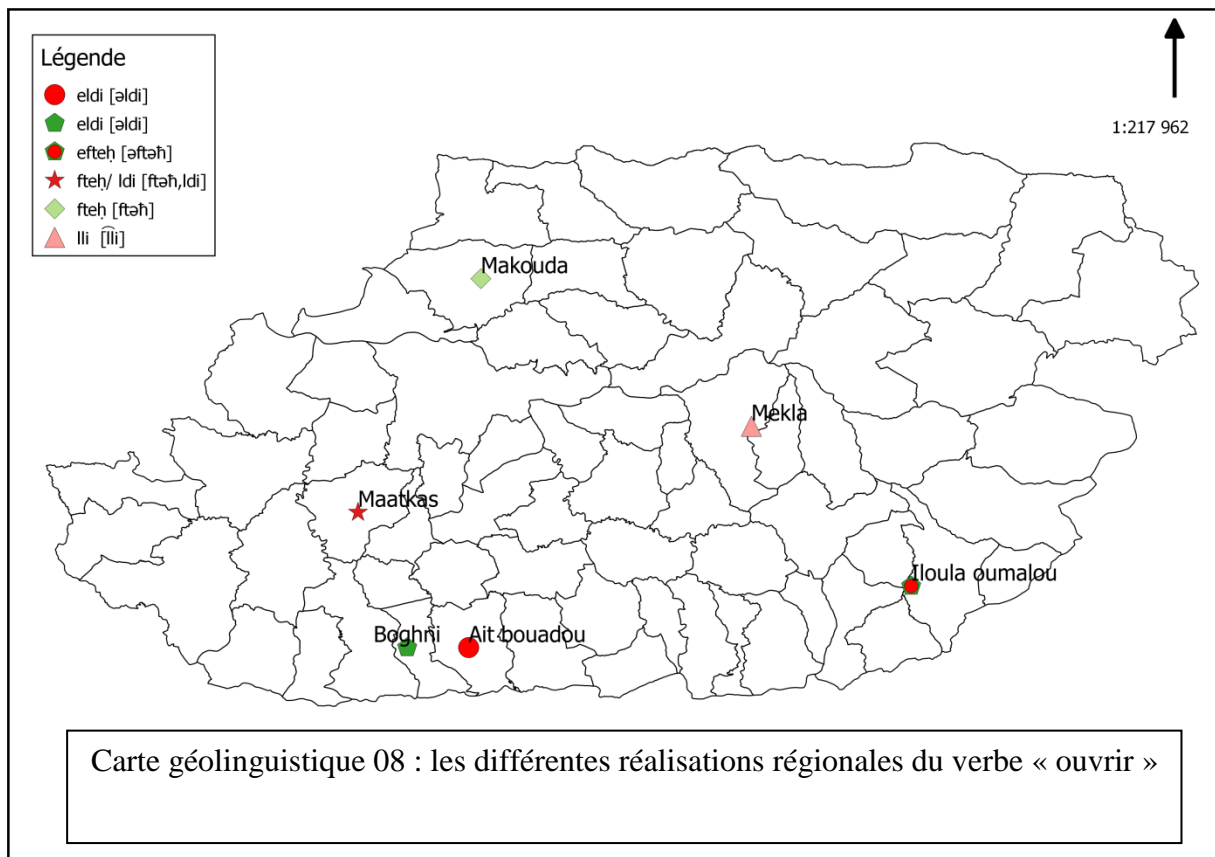 Légende
eldi [əldi]
eldi [əldi]
efteḥ [əftəħ]
fteḥ/ ldi [ftəħ,ldi]
fteḥ [ftəħ]
lli [l͡li]
1:217 962
Makouda
Mekla
Maatkas
Iloula oumalou
Boghni
Ait bouadou
Carte géolinguistique 08 : les différentes réalisations régionales du verbe « ouvrir »